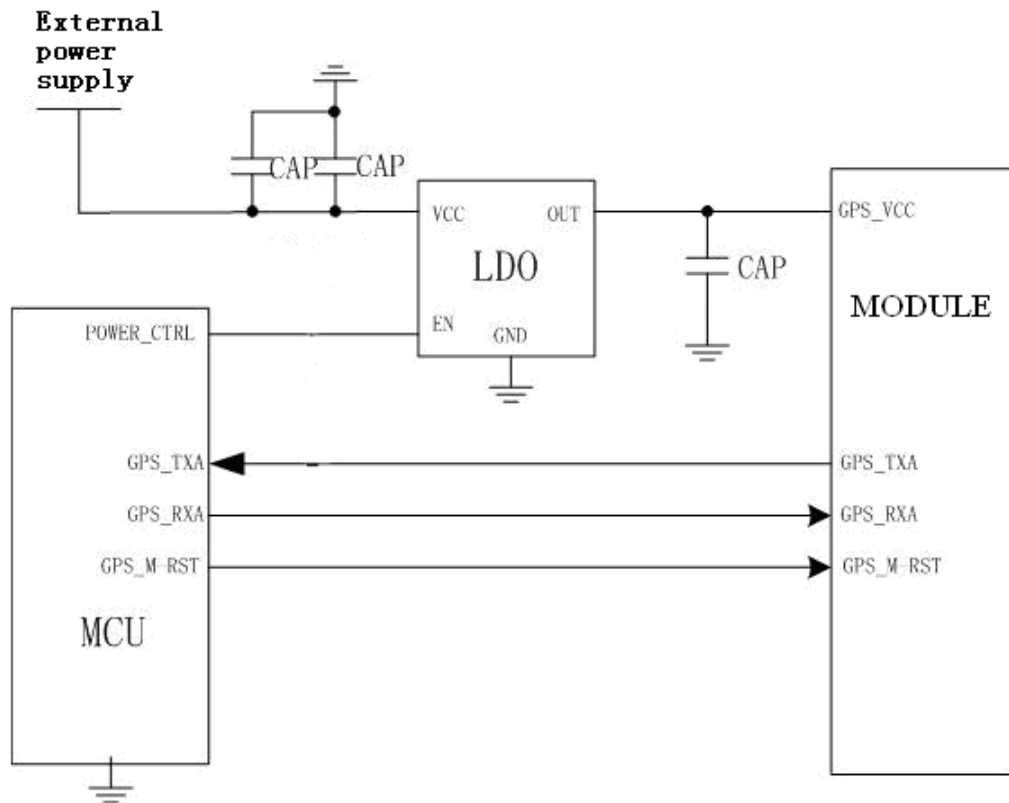 External
power
supply
CAP
CAP
VCC
OUT
LDO
EN
GND
CAP
GPS_VCC
MODULE
POWER_CTRL
GPS_TXA
GPS_RXA
GPS_M-RST
MCU
GPS_TXA
GPS_RXA
GPS_M-RST